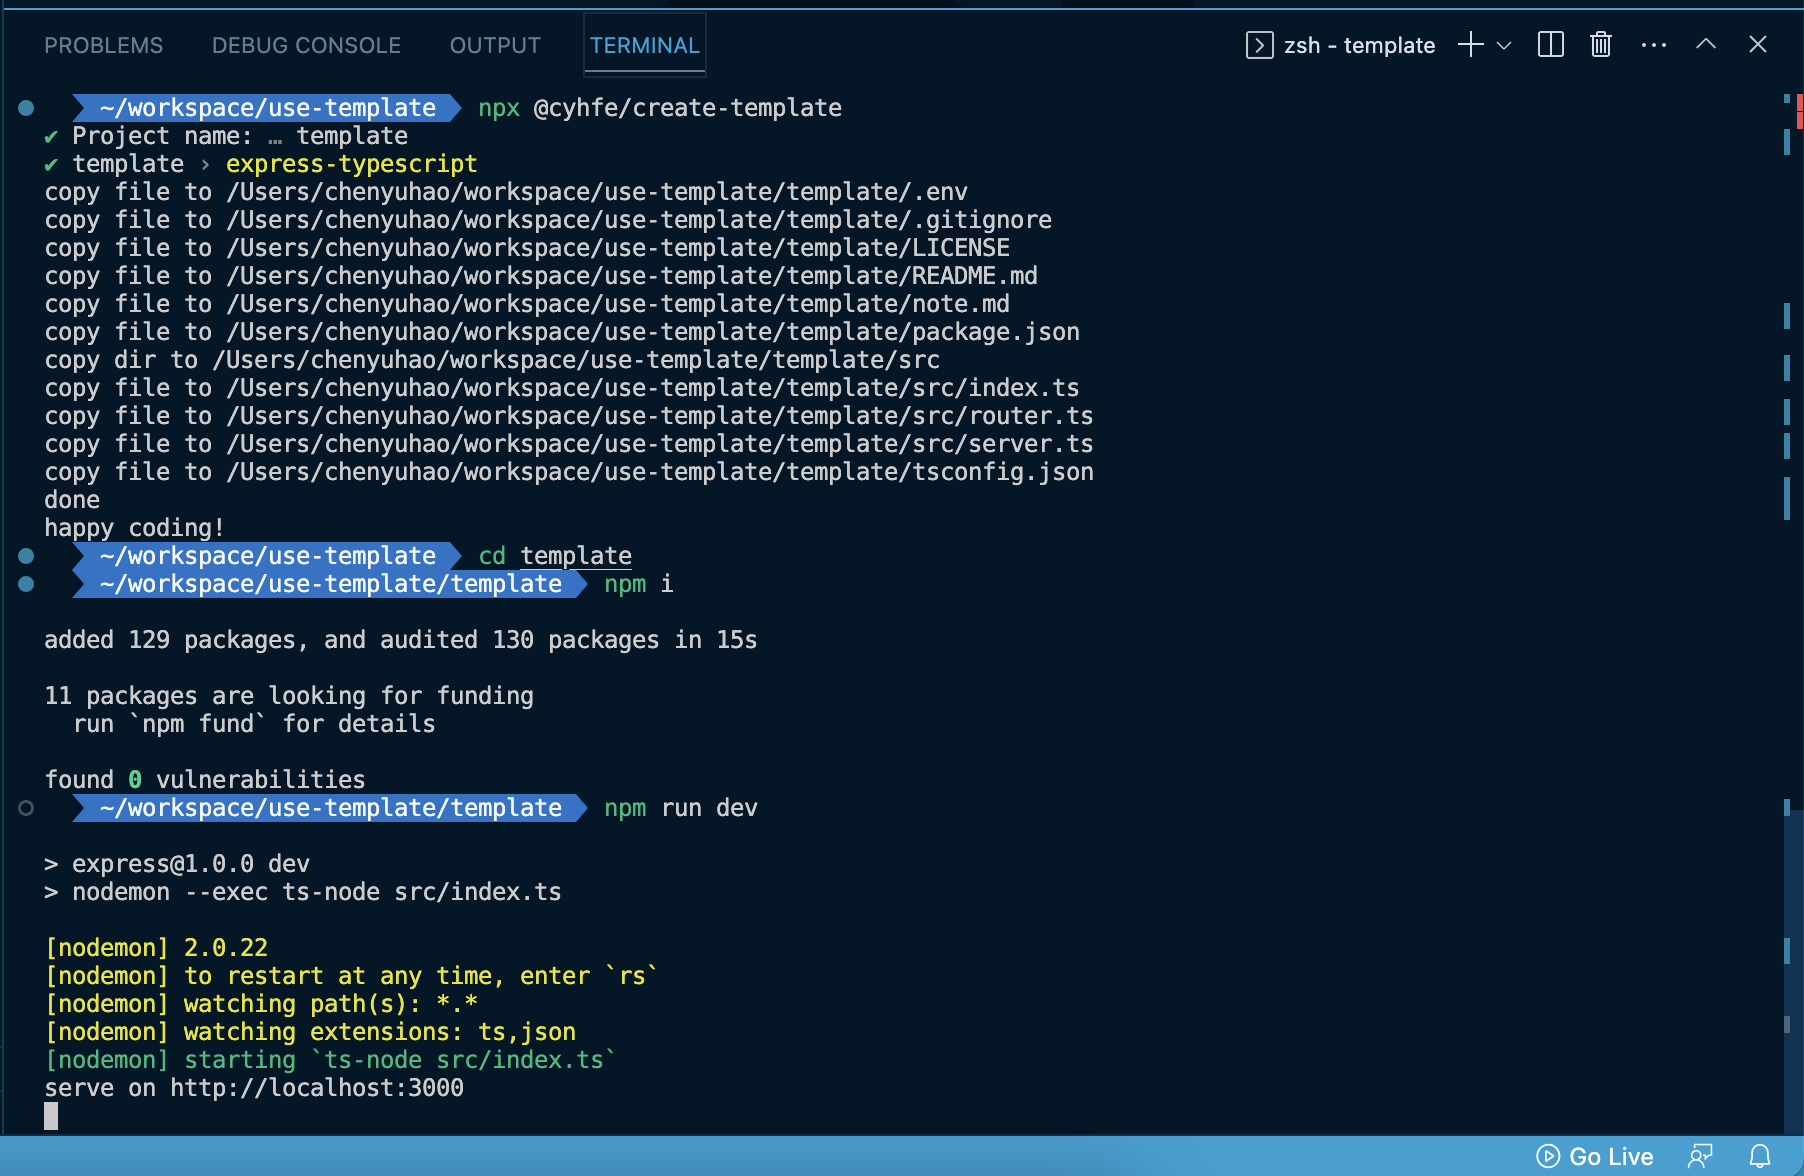 PROBLEMS DEBUG CONSOLE OUTPUT TERMINAL zsh - template
~/workspace/use-template npx @cyhfe/create-template
✔ Project name: … template
✔ template › express-typescript
copy file to /Users/chenyuhao/workspace/use-template/template/.env
copy file to /Users/chenyuhao/workspace/use-template/template/.gitignore
copy file to /Users/chenyuhao/workspace/use-template/template/LICENSE
copy file to /Users/chenyuhao/workspace/use-template/template/README.md
copy file to /Users/chenyuhao/workspace/use-template/template/note.md
copy file to /Users/chenyuhao/workspace/use-template/template/package.json
copy dir to /Users/chenyuhao/workspace/use-template/template/src
copy file to /Users/chenyuhao/workspace/use-template/template/src/index.ts
copy file to /Users/chenyuhao/workspace/use-template/template/src/router.ts
copy file to /Users/chenyuhao/workspace/use-template/template/src/server.ts
copy file to /Users/chenyuhao/workspace/use-template/template/tsconfig.json
done
happy coding!
~/workspace/use-template cd template
~/workspace/use-template/template npm i
added 129 packages, and audited 130 packages in 15s
11 packages are looking for funding
run `npm fund` for details
found 0 vulnerabilities
~/workspace/use-template/template npm run dev
> express@1.0.0 dev
> nodemon --exec ts-node src/index.ts
[nodemon] 2.0.22
[nodemon] to restart at any time, enter `rs`
[nodemon] watching path(s): *.*
[nodemon] watching extensions: ts,json
[nodemon] starting `ts-node src/index.ts`
serve on http://localhost:3000
Go Live